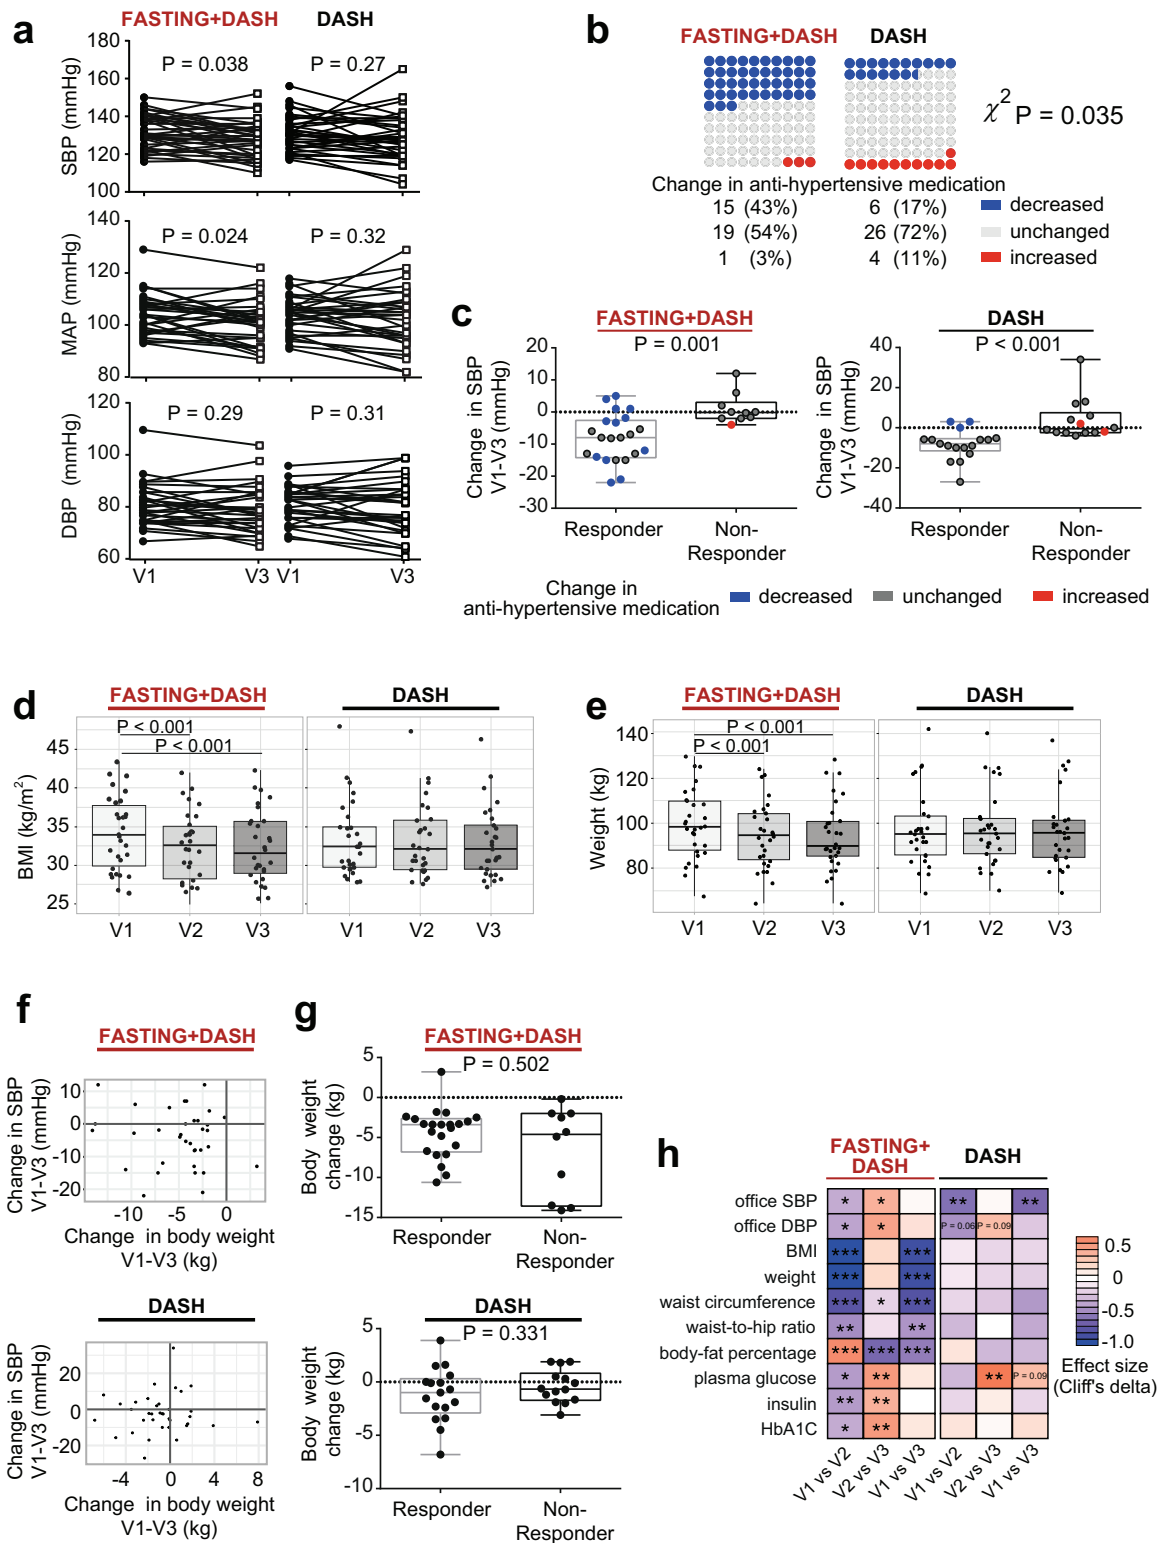 a
FASTING+DASH DASH
180
160
140
120
100
SBP (mmHg)
P = 0.038
P = 0.27
140
120
100
80
MAP (mmHg)
P = 0.024
P = 0.32
120
100
80
60
DBP (mmHg)
P = 0.29
P = 0.31
V1 V3 V1 V3
b
FASTING+DASH DASH
χ² P = 0.035
Change in anti-hypertensive medication
15 (43%) 6 (17%) decreased
19 (54%) 26 (72%) unchanged
1 (3%) 4 (11%) increased
c
FASTING+DASH
P = 0.001
Change in SBP
V1-V3 (mmHg)
20
10
0
-10
-20
-30
Responder
Non-
Responder
DASH
P < 0.001
Change in SBP
V1-V3 (mmHg)
40
20
0
-20
-40
Responder
Non-
Responder
Change in
anti-hypertensive medication
decreased unchanged increased
d
FASTING+DASH DASH
P < 0.001
P < 0.001
BMI (kg/m²)
45
40
35
30
25
V1 V2 V3 V1 V2 V3
e
FASTING+DASH DASH
P < 0.001
P < 0.001
Weight (kg)
140
120
100
80
V1 V2 V3 V1 V2 V3
f
FASTING+DASH
Change in SBP
V1-V3 (mmHg)
10
0
-10
-20
-10 -5 0
Change in body weight
V1-V3 (kg)
DASH
Change in SBP
V1-V3 (mmHg)
20
0
-20
-4 0 4 8
Change in body weight
V1-V3 (kg)
g
FASTING+DASH
P = 0.502
Body weight
change (kg)
5
0
-5
-10
-15
Responder
Non-
Responder
DASH
P = 0.331
Body weight
change (kg)
5
0
-5
-10
Responder
Non-
Responder
h
FASTING+
DASH
DASH
office SBP * * ** **
office DBP * * P = 0.06 P = 0.09
BMI *** ***
weight *** ***
waist circumference *** * ***
waist-to-hip ratio ** **
body-fat percentage *** *** ***
plasma glucose * ** ** P = 0.09
insulin ** **
HbA1C * **
V1 vs V2 V2 vs V3 V1 vs V3 V1 vs V2 V2 vs V3 V1 vs V3
0.5
0
-0.5
-1.0
Effect size
(Cliff's delta)